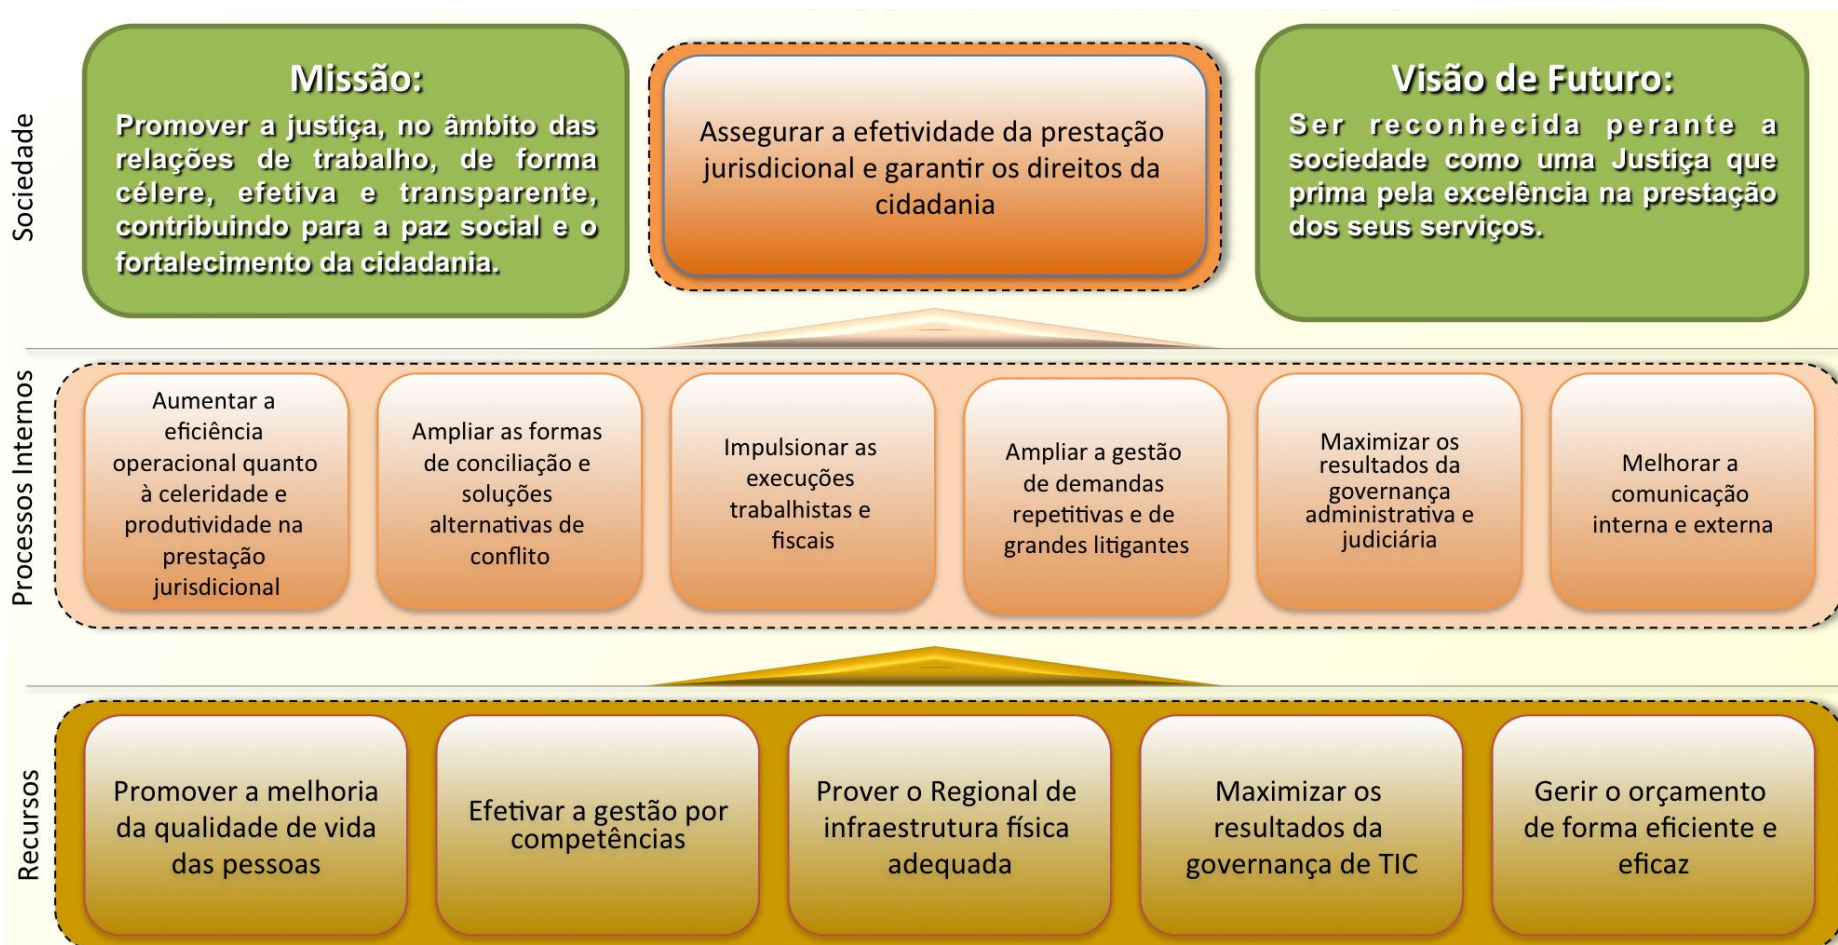 Sociedade
Missão:
Promover a justiça, no âmbito das
relações de trabalho, de forma
célere, efetiva e transparente,
contribuindo para a paz social e o
fortalecimento da cidadania.
Assegurar a efetividade da prestação
jurisdicional e garantir os direitos da
cidadania
Visão de Futuro:
Ser reconhecida perante a
sociedade como uma Justiça que
prima pela excelência na prestação
dos seus serviços.
Processos Internos
Aumentar a
eficiência
operacional quanto
à celeridade e
produtividade na
prestação
jurisdicional
Ampliar as formas
de conciliação e
soluções
alternativas de
conflito
Impulsionar as
execuções
trabalhistas e
fiscais
Ampliar a gestão
de demandas
repetitivas e de
grandes litigantes
Maximizar os
resultados da
governança
administrativa e
judiciária
Melhorar a
comunicação
interna e externa
Recursos
Promover a melhoria
da qualidade de vida
das pessoas
Efetivar a gestão por
competências
Prover o Regional de
infraestrutura física
adequada
Maximizar os
resultados da
governança de TIC
Gerir o orçamento
de forma eficiente e
eficaz